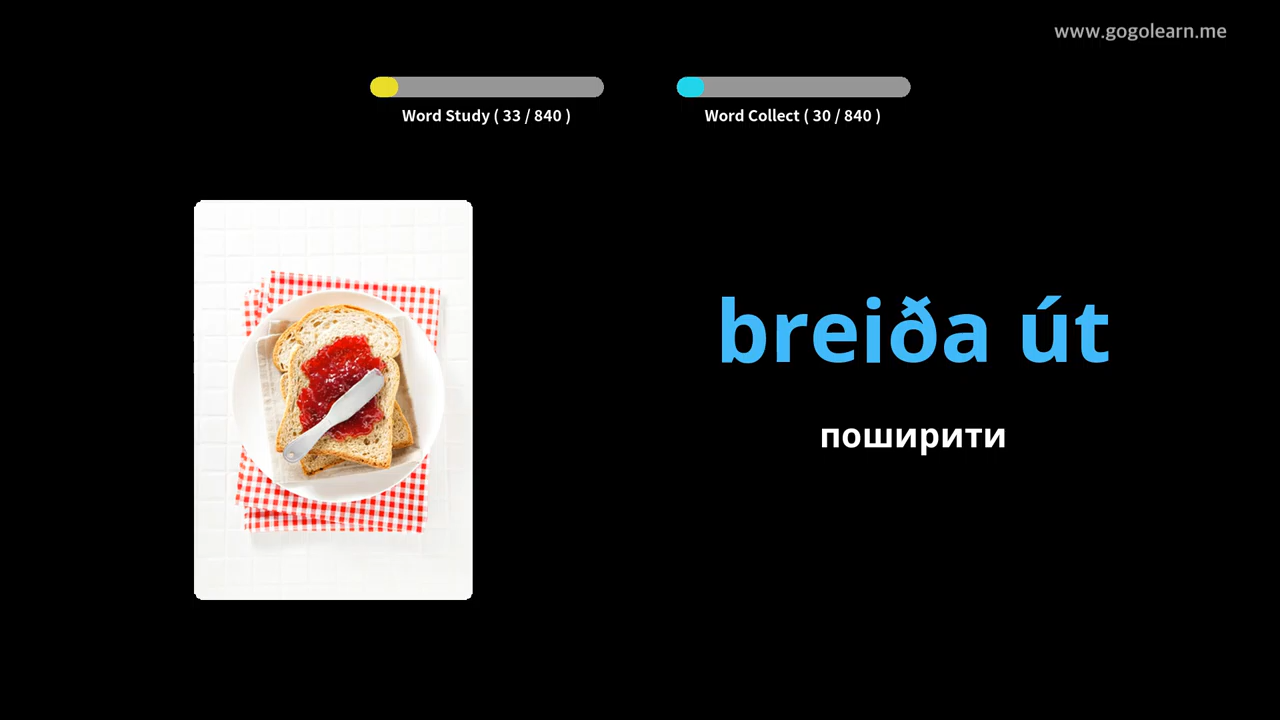 www.gogolearn.me
Word Study ( 33 / 840 )
Word Collect ( 30 / 840 )
breiða út
поширити